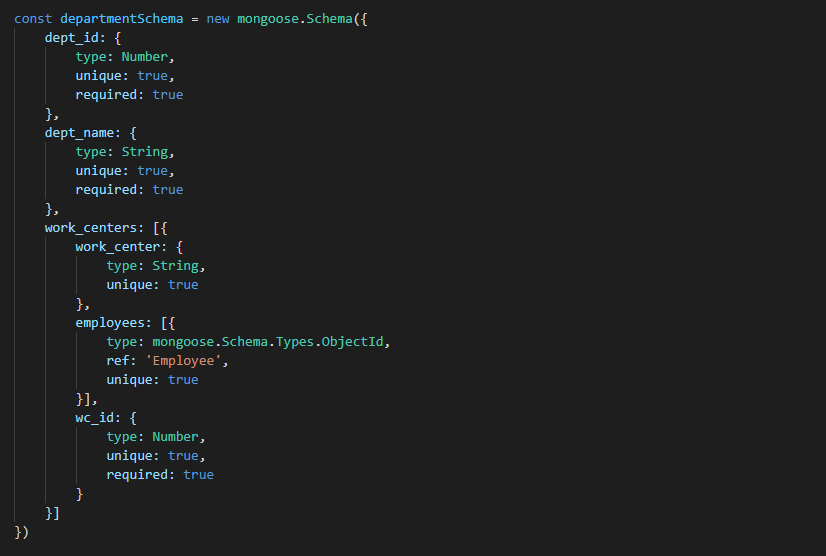 const departmentSchema = new mongoose.Schema({
    dept_id: {
        type: Number,
        unique: true,
        required: true
    },
    dept_name: {
        type: String,
        unique: true,
        required: true
    },
    work_centers: [{
        work_center: {
            type: String,
            unique: true
        },
        employees: [{
            type: mongoose.Schema.Types.ObjectId,
            ref: 'Employee',
            unique: true
        }],
        wc_id: {
            type: Number,
            unique: true,
            required: true
        }
    }]
})